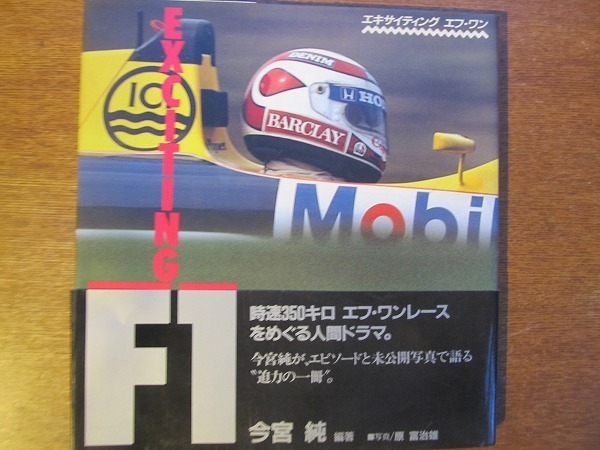 エキサイティング エフ・ワン
EXCITING
F1
DENIM
HON
BARCLAY
IC
Mobil
時速350キロ エフ・ワンレース
をめぐる人間ドラマ。
今宮純が、エピソードと未公開写真で語る
〝迫力の一冊〟。
今宮 純 編著 ■写真/原 富治雄